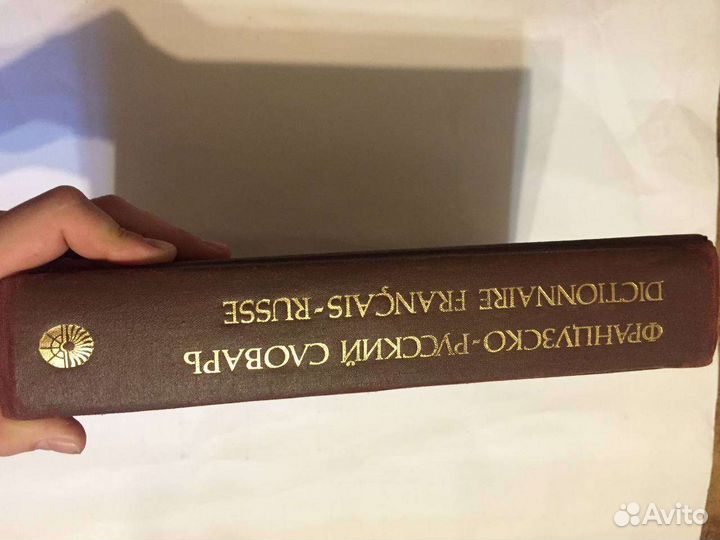 ФРАНЦУЗСКО-РУССКИЙ СЛОВАРЬ
DICTIONNAIRE FRANÇAIS-RUSSE
Avito